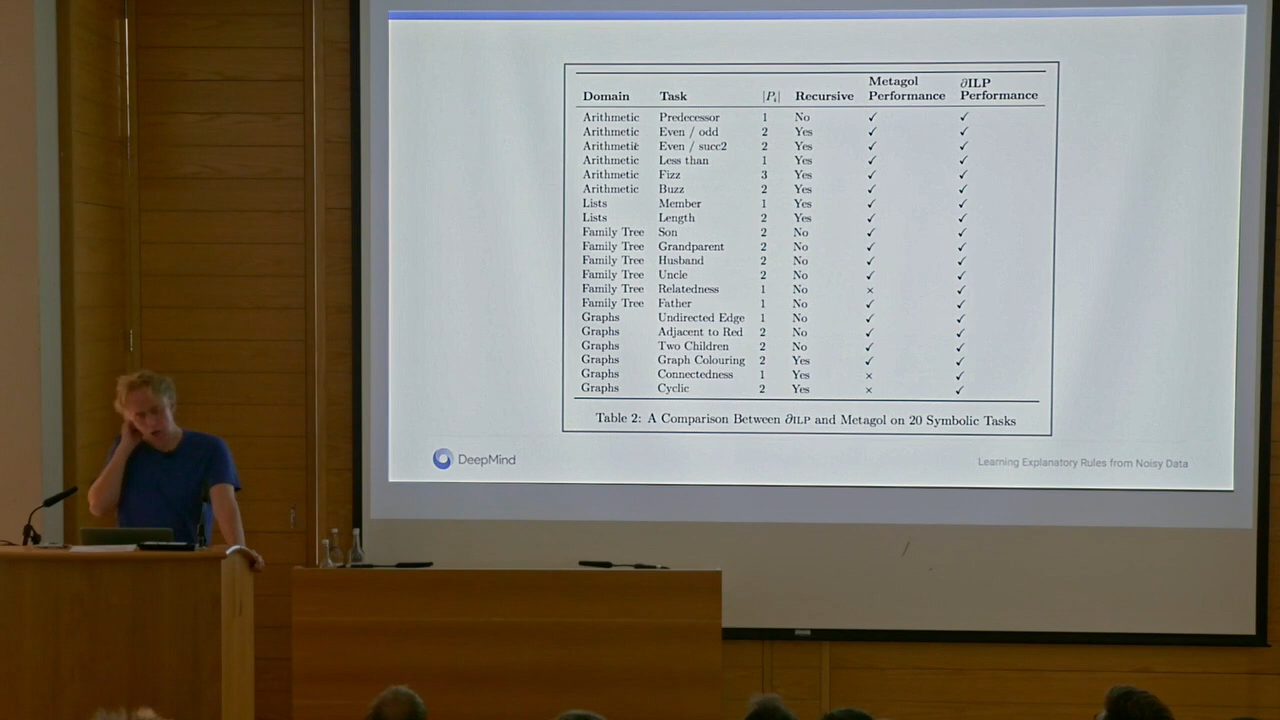 Domain Task |Pᵢ| Recursive Metagol Performance ∂ILP Performance
Arithmetic Predecessor 1 No ✓ ✓
Arithmetic Even / odd 2 Yes ✓ ✓
Arithmetic Even / succ2 2 Yes ✓ ✓
Arithmetic Less than 1 Yes ✓ ✓
Arithmetic Fizz 3 Yes ✓ ✓
Arithmetic Buzz 2 Yes ✓ ✓
Lists Member 1 Yes ✓ ✓
Lists Length 2 Yes ✓ ✓
Family Tree Son 2 No ✓ ✓
Family Tree Grandparent 2 No ✓ ✓
Family Tree Husband 2 No ✓ ✓
Family Tree Uncle 2 No ✓ ✓
Family Tree Relatedness 1 No × ✓
Family Tree Father 1 No ✓ ✓
Graphs Undirected Edge 1 No ✓ ✓
Graphs Adjacent to Red 2 No ✓ ✓
Graphs Two Children 2 No ✓ ✓
Graphs Graph Colouring 2 Yes ✓ ✓
Graphs Connectedness 1 Yes × ✓
Graphs Cyclic 2 Yes × ✓
Table 2: A Comparison Between ∂ILP and Metagol on 20 Symbolic Tasks
DeepMind
Learning Explanatory Rules from Noisy Data